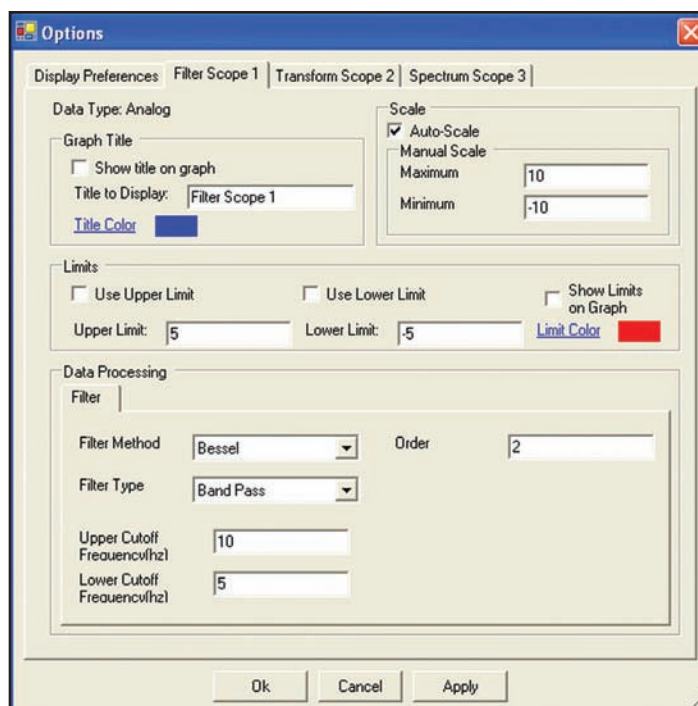 Options
Display Preferences Filter Scope 1 Transform Scope 2 Spectrum Scope 3
Data Type: Analog
Graph Title
Show title on graph
Title to Display: Filter Scope 1
Title Color
Scale
Auto-Scale
Manual Scale
Maximum 10
Minimum -10
Limits
Use Upper Limit Use Lower Limit Show Limits
on Graph
Upper Limit: 5 Lower Limit: -5 Limit Color
Data Processing
Filter
Filter Method Bessel Order 2
Filter Type Band Pass
Upper Cutoff
Frequency(hz) 10
Lower Cutoff
Frequency(hz) 5
Ok Cancel Apply